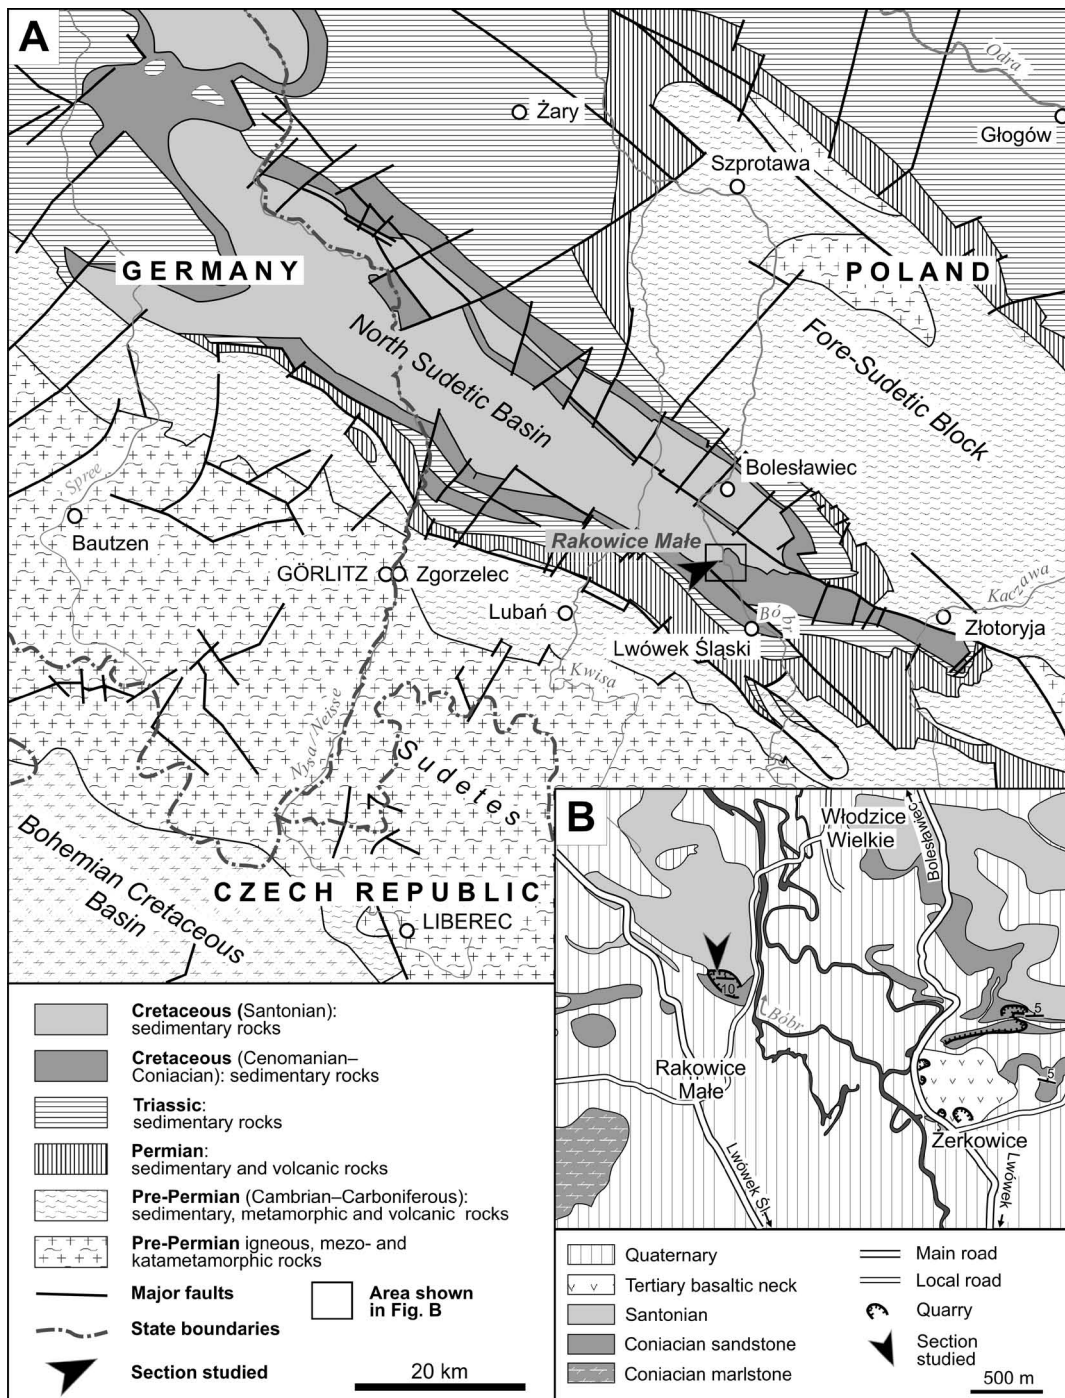 A
Odra
Żary
Głogów
Szprotawa
GERMANY
POLAND
North Sudetic Basin
Fore-Sudetic Block
Spree
Bolesławiec
Bautzen
Rakowice Małe
GÖRLITZ
Zgorzelec
Lubań
Bóbr
Kaczawa
Złotoryja
Lwówek Śląski
Kwisa
Nysa/Neisse
Sudetes
Bohemian Cretaceous
Basin
CZECH REPUBLIC
LIBEREC
Cretaceous (Santonian):
sedimentary rocks
Cretaceous (Cenomanian–
Coniacian): sedimentary rocks
Triassic:
sedimentary rocks
Permian:
sedimentary and volcanic rocks
Pre-Permian (Cambrian–Carboniferous):
sedimentary, metamorphic and volcanic rocks
Pre-Permian igneous, mezo- and
katametamorphic rocks
Major faults
State boundaries
Section studied
Area shown
in Fig. B
20 km
B
Włodzice
Wielkie
Bolesławiec
10
Bóbr
5
5
Rakowice
Małe
Żerkowice
Lwówek Śl.
Lwówek
Quaternary
Tertiary basaltic neck
Santonian
Coniacian sandstone
Coniacian marlstone
Main road
Local road
Quarry
Section
studied
500 m